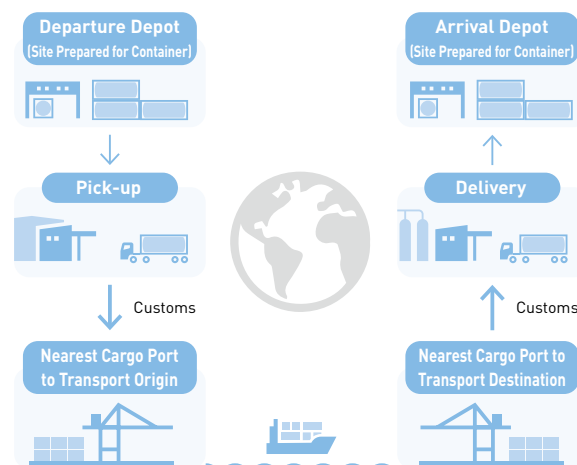 Departure Depot
(Site Prepared for Container)
Pick-up
Customs
Nearest Cargo Port
to Transport Origin
Arrival Depot
(Site Prepared for Container)
Delivery
Customs
Nearest Cargo Port to
Transport Destination